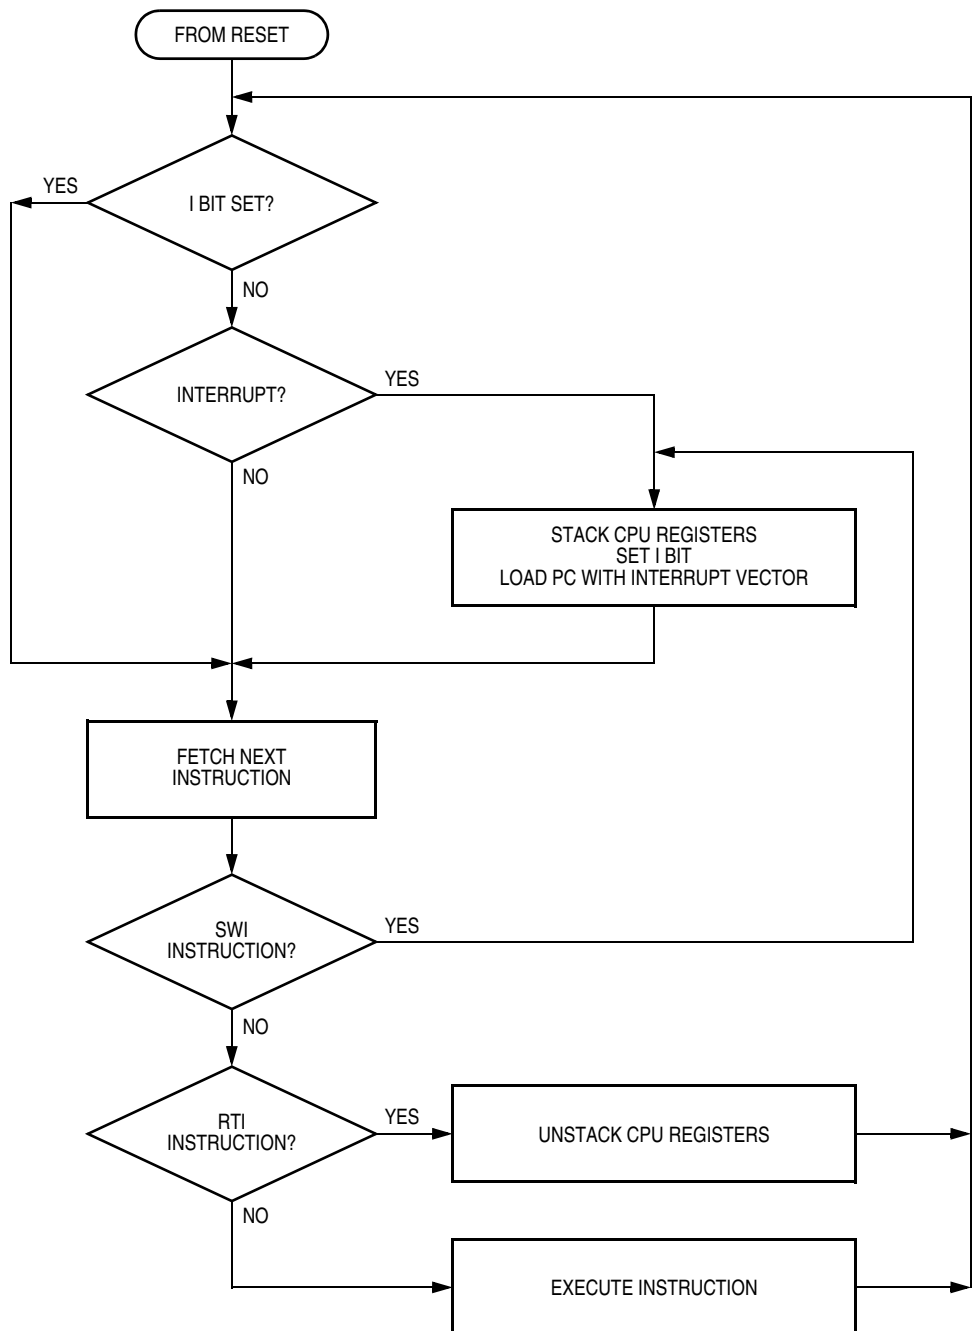 FROM RESET
YES
I BIT SET?
NO
INTERRUPT?
YES
NO
STACK CPU REGISTERS
SET I BIT
LOAD PC WITH INTERRUPT VECTOR
FETCH NEXT
INSTRUCTION
SWI
INSTRUCTION?
YES
NO
RTI
INSTRUCTION?
YES
UNSTACK CPU REGISTERS
NO
EXECUTE INSTRUCTION